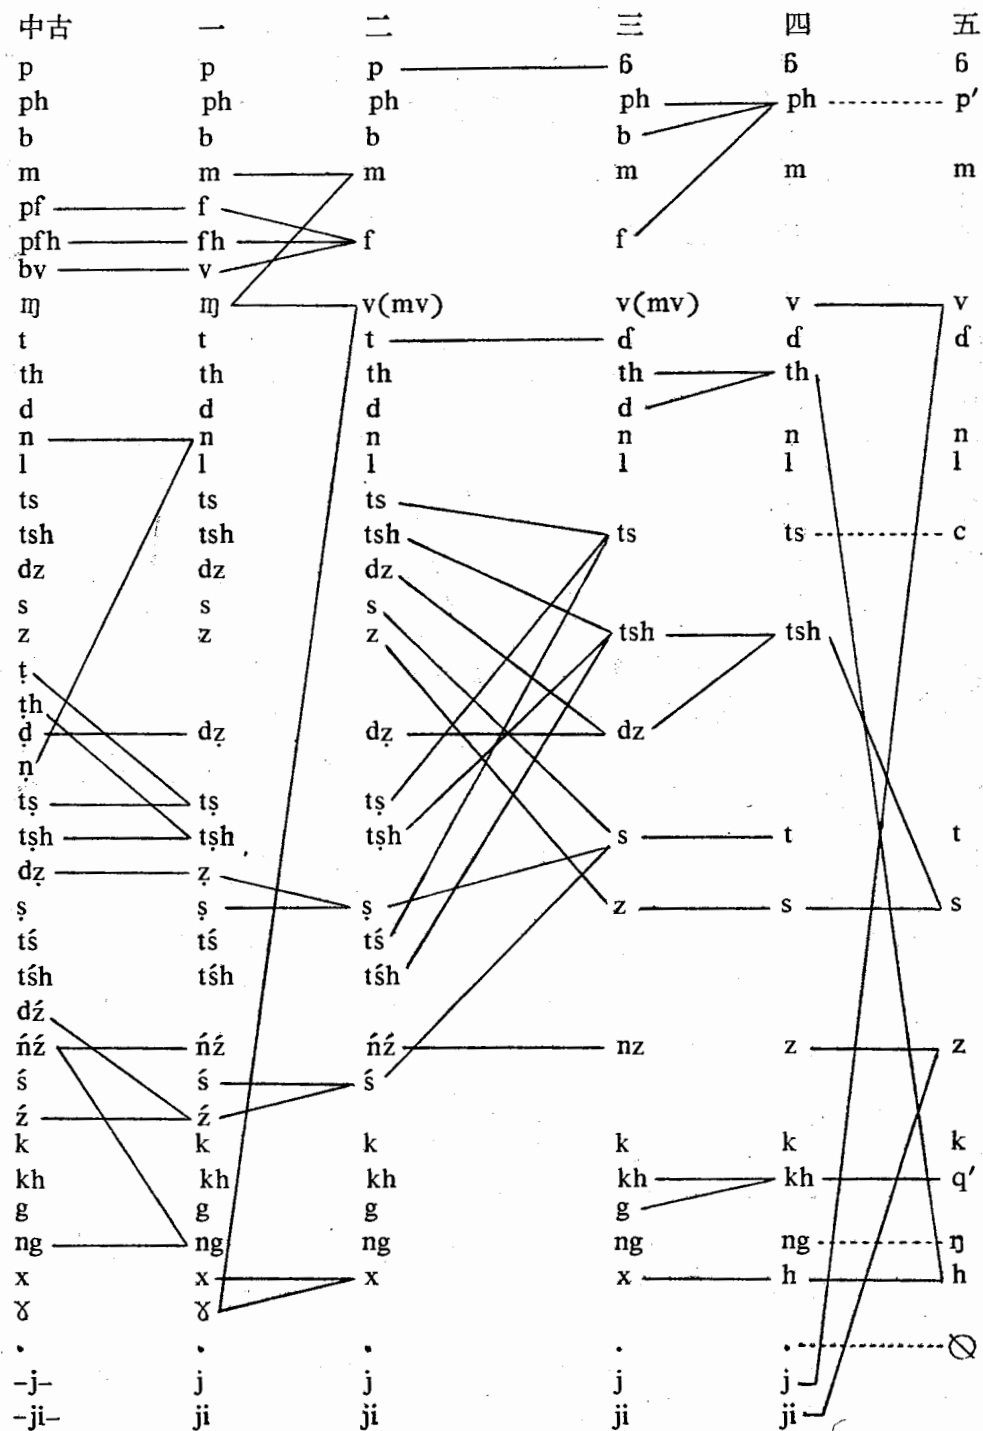 中古 一 二 三 四 五
p p p ɓ ɓ ɓ
ph ph ph ph ph p′
b b b b
m m m m m m
pf f
pfh fh f f
bv v
ɱ ɱ v(mv) v(mv) v v
t t t ɗ ɗ ɗ
th th th th th
d d d d
n n n n n n
l l l l l l
ts ts ts
tsh tsh tsh ts ts c
dz dz dz
s s s
z z z tsh tsh
ṭ
ṭh
ḍ dẓ dẓ dz
ṇ
tṣ tṣ tṣ
tṣh tṣh tṣh s t t
dẓ ẓ
ṣ ṣ ṣ z s s
tś tś tś
tśh tśh tśh
dź
ńź ńź ńź nz z z
ś ś ś
ź ź
k k k k k k
kh kh kh kh kh q′
g g g g
ng ng ng ng ng ŋ
x x x x h h
ɣ ɣ
· · · · · ∅
–j– j j j j
–ji– ji ji ji ji